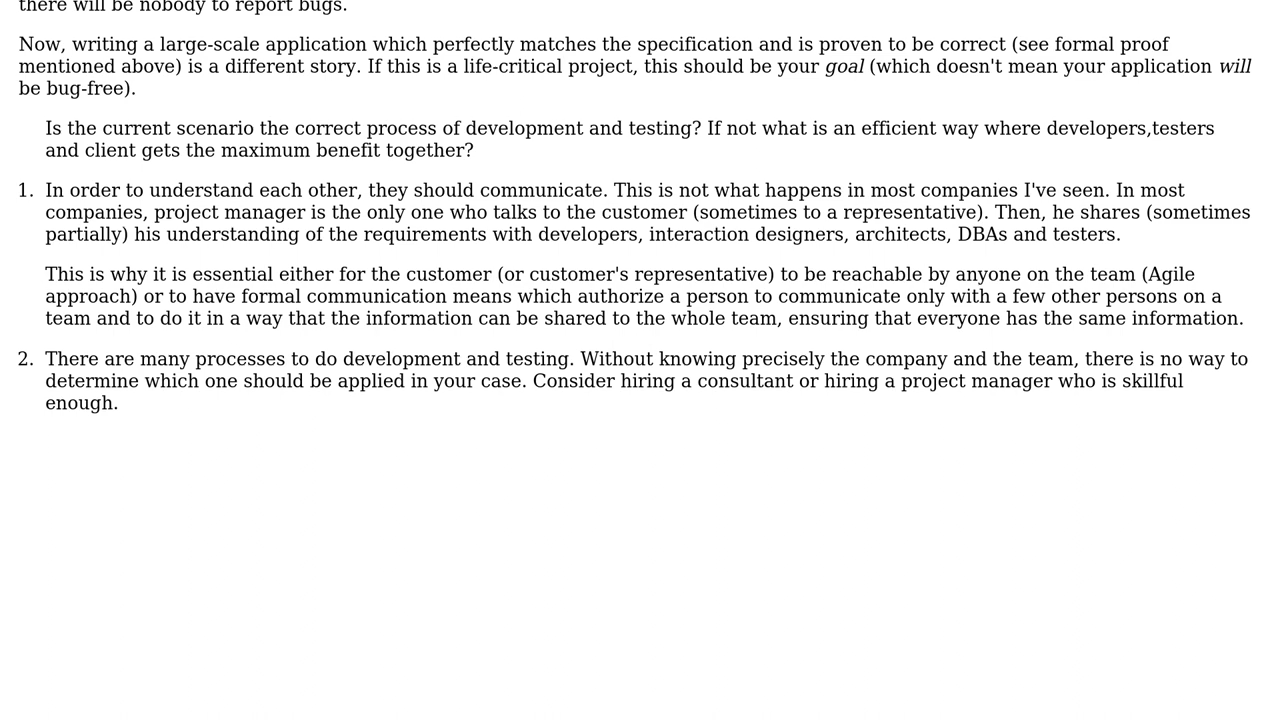 there will be nobody to report bugs.
Now, writing a large-scale application which perfectly matches the specification and is proven to be correct (see formal proof
mentioned above) is a different story. If this is a life-critical project, this should be your goal (which doesn't mean your application will
be bug-free).
Is the current scenario the correct process of development and testing? If not what is an efficient way where developers,testers
and client gets the maximum benefit together?
1. In order to understand each other, they should communicate. This is not what happens in most companies I've seen. In most
companies, project manager is the only one who talks to the customer (sometimes to a representative). Then, he shares (sometimes
partially) his understanding of the requirements with developers, interaction designers, architects, DBAs and testers.
This is why it is essential either for the customer (or customer's representative) to be reachable by anyone on the team (Agile
approach) or to have formal communication means which authorize a person to communicate only with a few other persons on a
team and to do it in a way that the information can be shared to the whole team, ensuring that everyone has the same information.
2. There are many processes to do development and testing. Without knowing precisely the company and the team, there is no way to
determine which one should be applied in your case. Consider hiring a consultant or hiring a project manager who is skillful
enough.